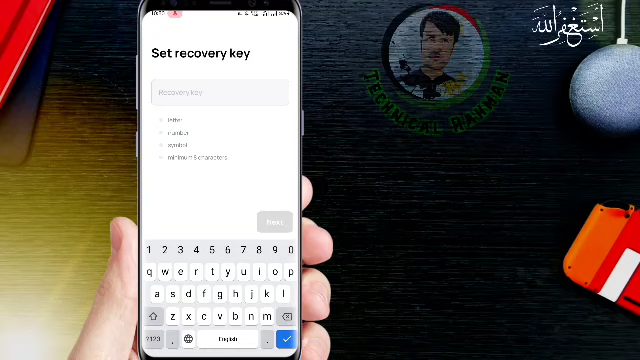 Set recovery key
Recovery key
letter
number
symbol
minimum 8 characters
Next
1 2 3 4 5 6 7 8 9 0
q w e r t y u i o p
a s d f g h j k l
z x c v b n m
?123 , English .
TECHNICAL RAHMAN
أستغفر الله